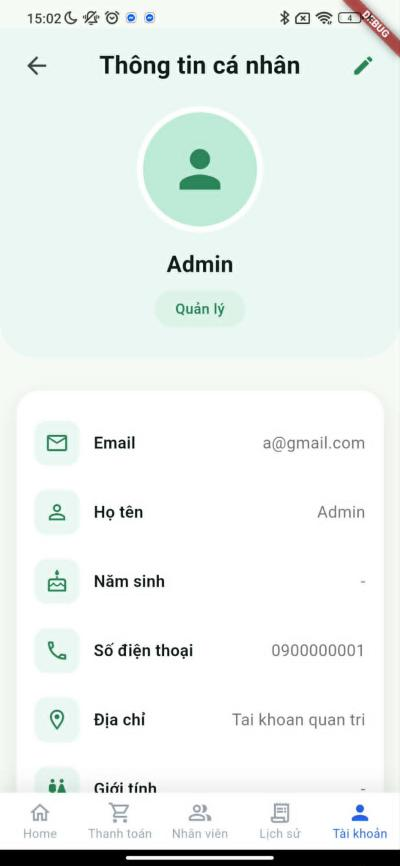 15:02
4
DEBUG
Thông tin cá nhân
Admin
Quản lý
Email a@gmail.com
Họ tên Admin
Năm sinh -
Số điện thoại 0900000001
Địa chỉ Tai khoan quan tri
Giới tính -
Home Thanh toán Nhân viên Lịch sử Tài khoản